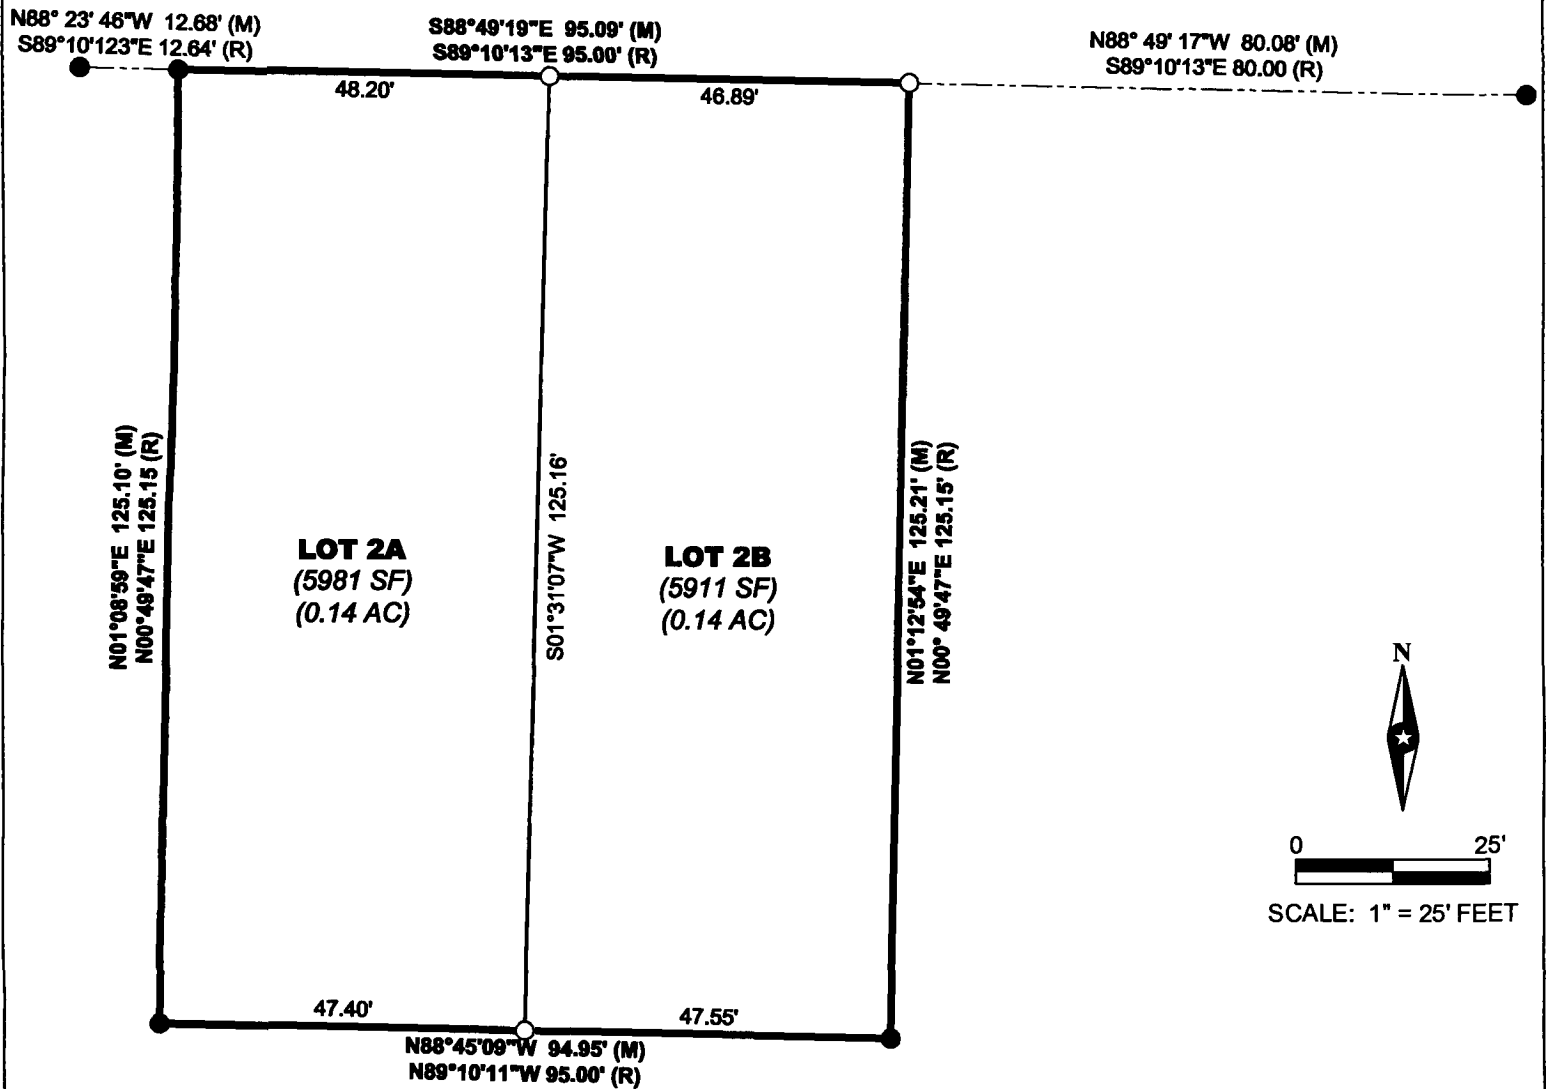 N88° 23' 46"W 12.68' (M)
S89°10'123"E 12.64' (R)
S88°49'19"E 95.09' (M)
S89°10'13"E 95.00' (R)
N88° 49' 17"W 80.08' (M)
S89°10'13"E 80.00 (R)
48.20'
46.89'
N01°08'59"E 125.10' (M)
N00°49'47"E 125.15 (R)
S01°31'07"W 125.16'
N01°12'54"E 125.21' (M)
N00° 49'47"E 125.15' (R)
LOT 2A
(5981 SF)
(0.14 AC)
LOT 2B
(5911 SF)
(0.14 AC)
N
0 25'
SCALE: 1" = 25' FEET
47.40'
47.55'
N88°45'09"W 94.95' (M)
N89°10'11"W 95.00' (R)